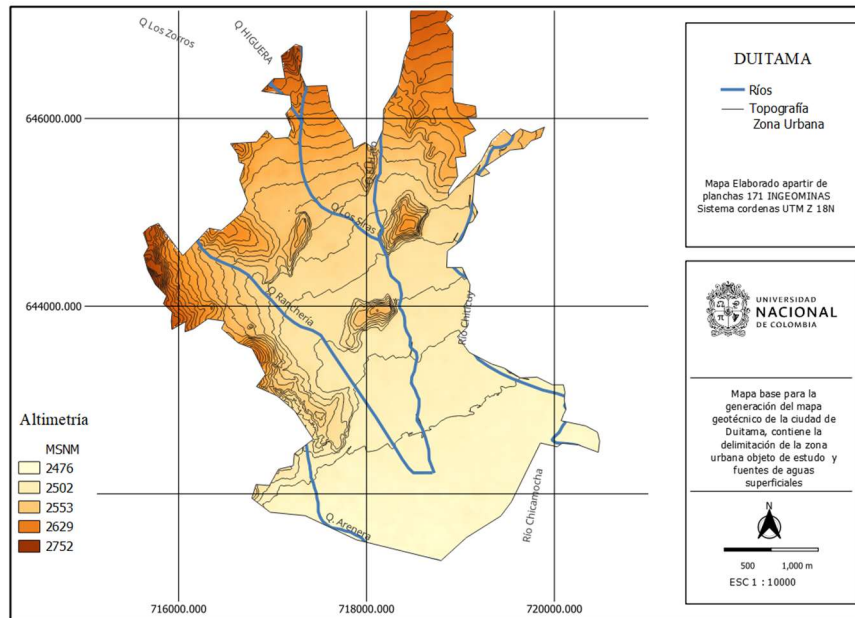 Q Los Zorros
Q HIGUERA
646000.000
Q Los Siras
644000.000
Q Ranchería
Río Chiticuy
Altimetría
MSNM
2476
2502
2553
2629
2752
Q. Arenera
Río Chicamocha
716000.000
718000.000
720000.000
DUITAMA
Ríos
Topografía
Zona Urbana
Mapa Elaborado apartir de
planchas 171 INGEOMINAS
Sistema cordenas UTM Z 18N
UNIVERSIDAD
NACIONAL
DE COLOMBIA
Mapa base para la
generación del mapa
geotécnico de la ciudad de
Duitama, contiene la
delimitación de la zona
urbana objeto de estudio y
fuentes de aguas
superficiales
N
500
1,000 m
ESC 1 : 10000